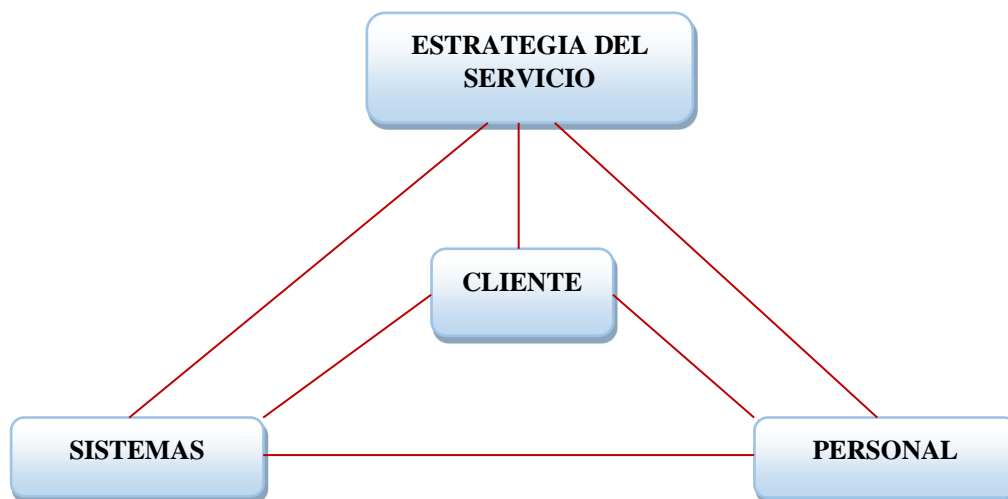 ESTRATEGIA DEL
SERVICIO
CLIENTE
SISTEMAS
PERSONAL